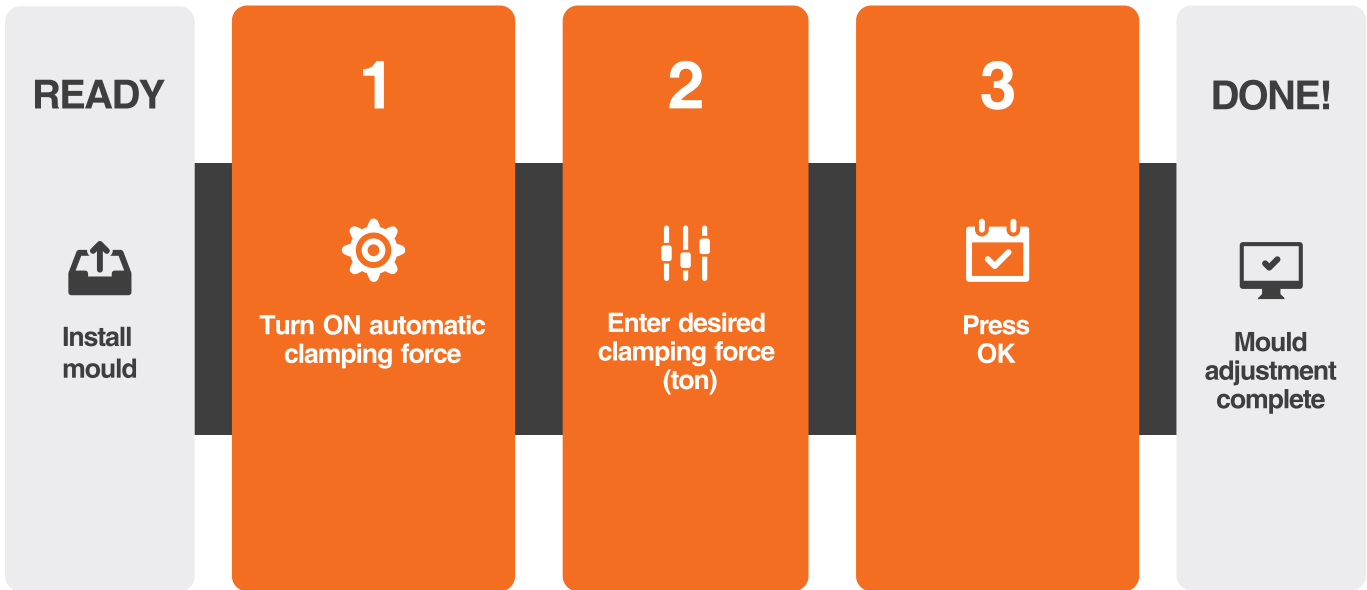 READY
Install
mould
1
Turn ON automatic
clamping force
2
Enter desired
clamping force
(ton)
3
Press
OK
DONE!
Mould
adjustment
complete